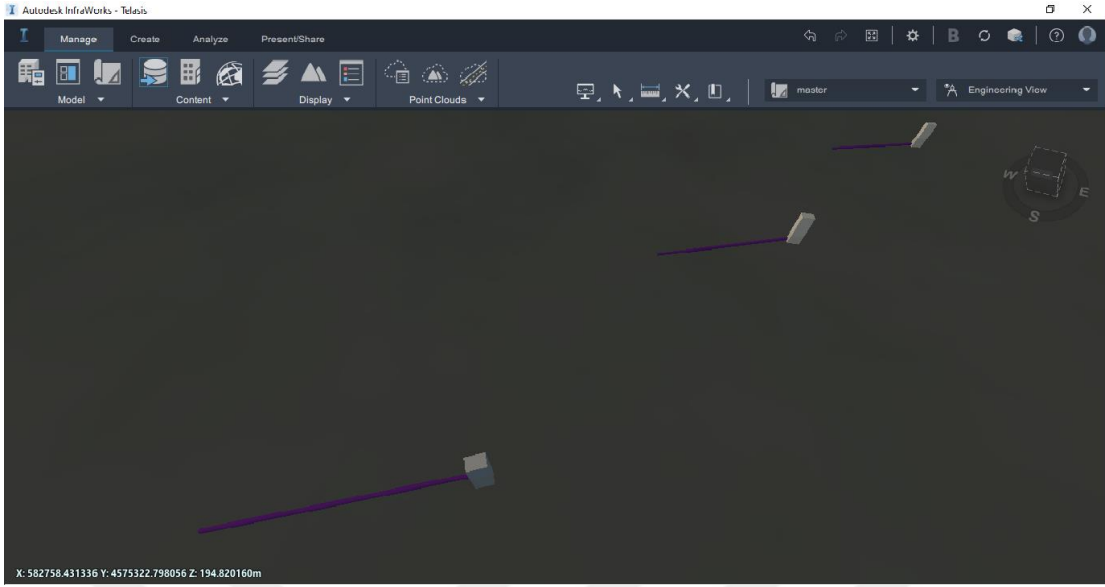 Autodesk InfraWorks - Telasis
Manage Create Analyze Present/Share
Model Content Display Point Clouds master Engineering View
W E
S
X: 582758.431336 Y: 4575322.798056 Z: 194.820160m